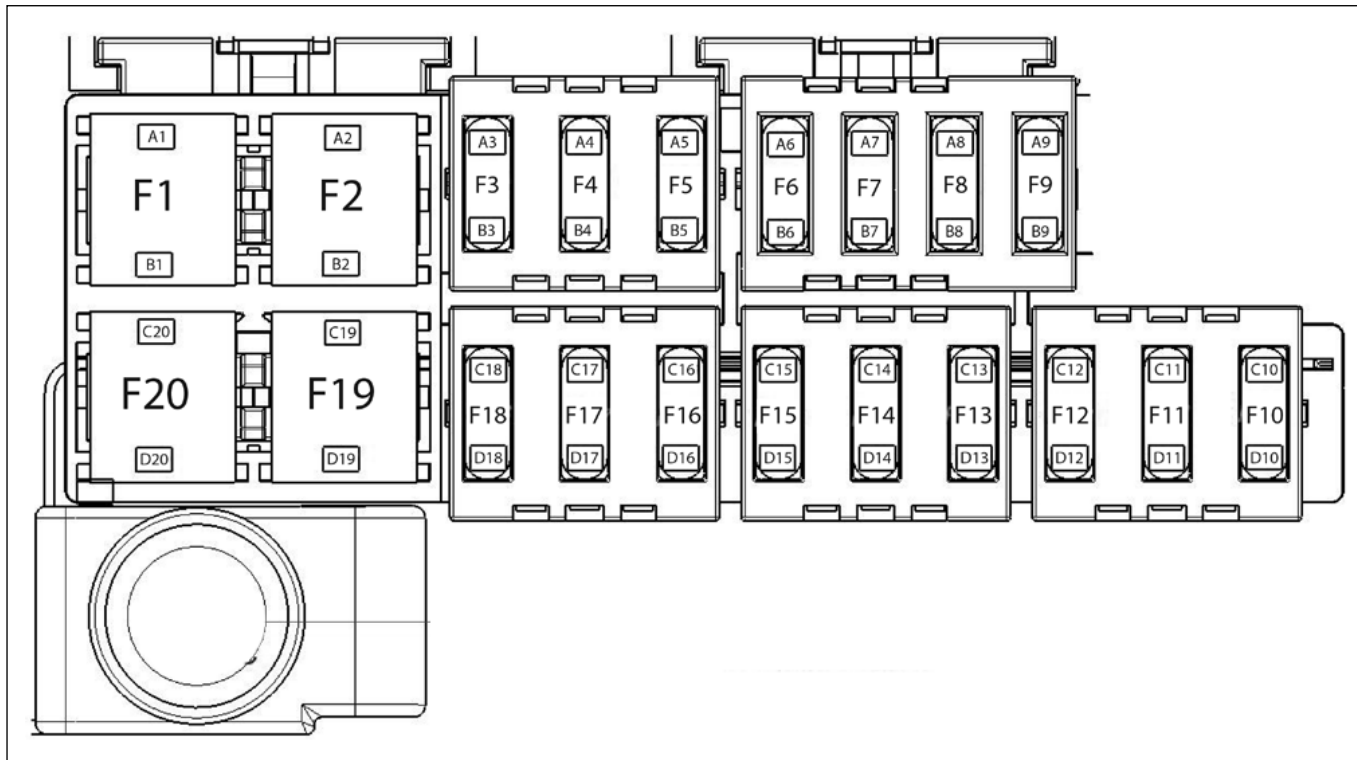 A1 A2 A3 A4 A5 A6 A7 A8 A9
F1 F2 F3 F4 F5 F6 F7 F8 F9
B1 B2 B3 B4 B5 B6 B7 B8 B9
C20 C19 C18 C17 C16 C15 C14 C13 C12 C11 C10
F20 F19 F18 F17 F16 F15 F14 F13 F12 F11 F10
D20 D19 D18 D17 D16 D15 D14 D13 D12 D11 D10